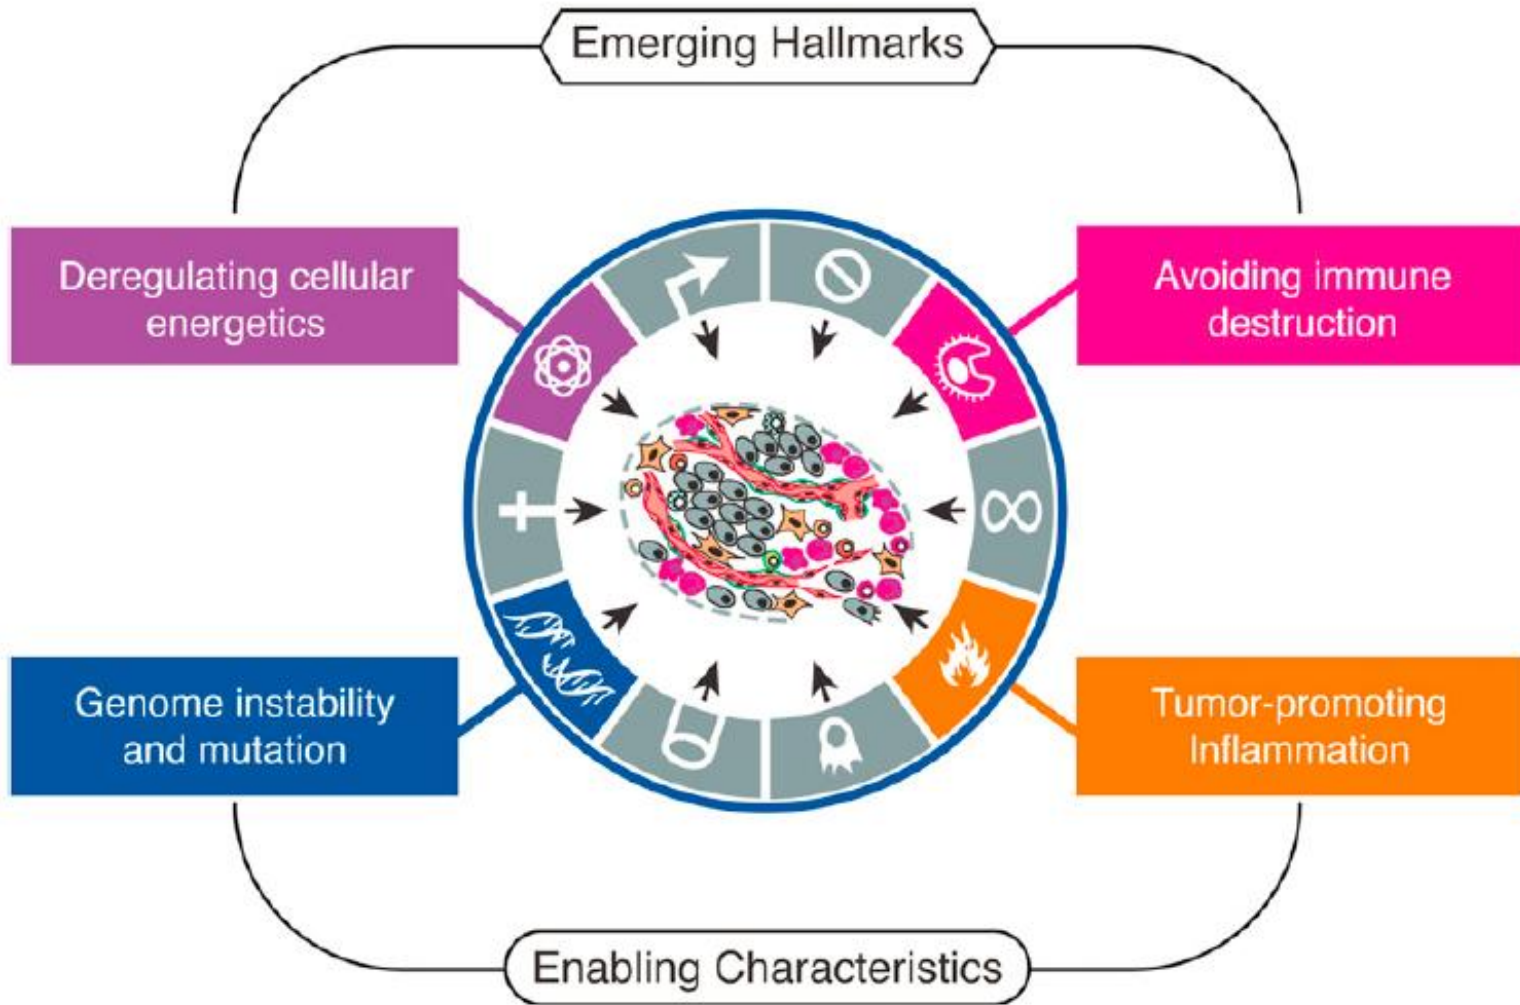 Emerging Hallmarks
Deregulating cellular
energetics
Avoiding immune
destruction
Genome instability
and mutation
Tumor-promoting
Inflammation
Enabling Characteristics